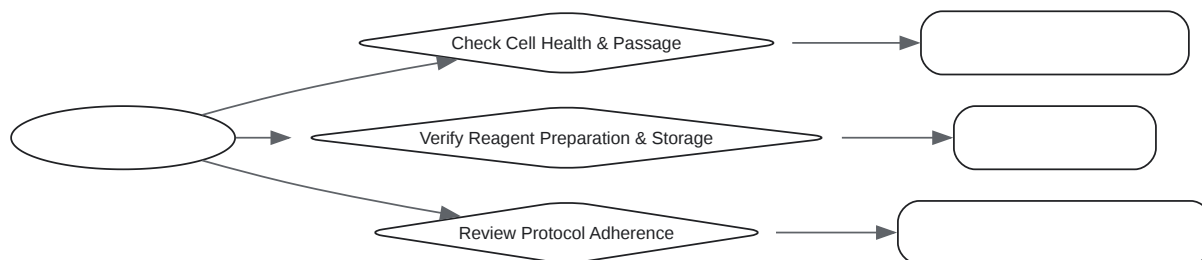 Check Cell Health & Passage
Verify Reagent Preparation & Storage
Review Protocol Adherence